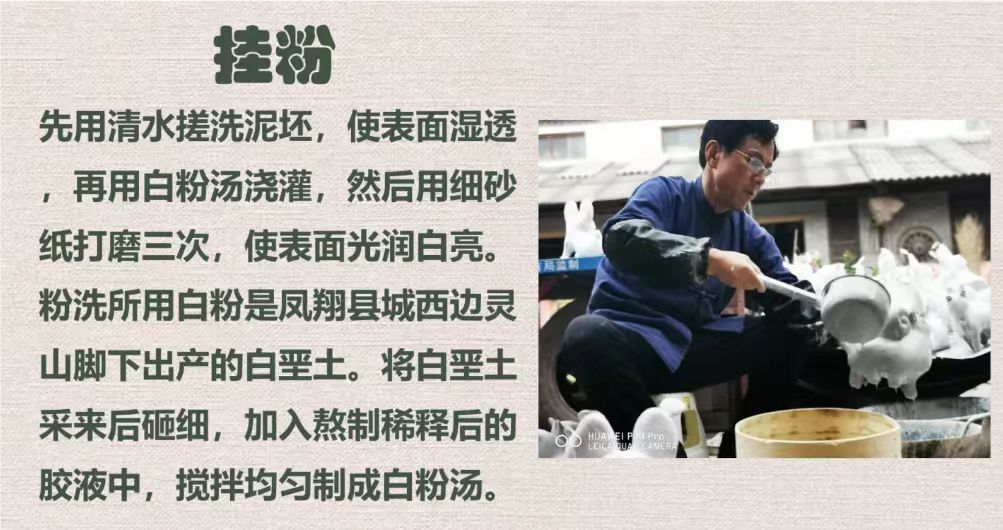 挂粉
先用清水搓洗泥坯，使表面湿透
，再用白粉汤浇灌，然后用细砂
纸打磨三次，使表面光润白亮。
粉洗所用白粉是凤翔县城西边灵
山脚下出产的白垩土。将白垩土
采来后砸细，加入熬制稀释后的
胶液中，搅拌均匀制成白粉汤。
局监制
HUAWEI P40 Pro
LEICA QUAD CAMERA